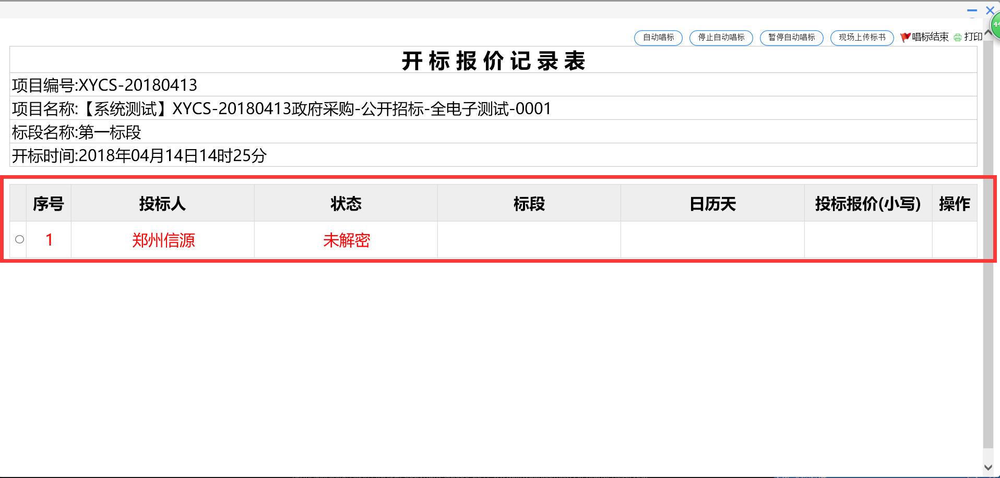 自动唱标 停止自动唱标 暂停自动唱标 现场上传标书 唱标结束 打印
开标报价记录表
项目编号:XYCS-20180413
项目名称:【系统测试】XYCS-20180413政府采购-公开招标-全电子测试-0001
标段名称:第一标段
开标时间:2018年04月14日14时25分
序号 投标人 状态 标段 日历天 投标报价(小写) 操作
1 郑州信源 未解密